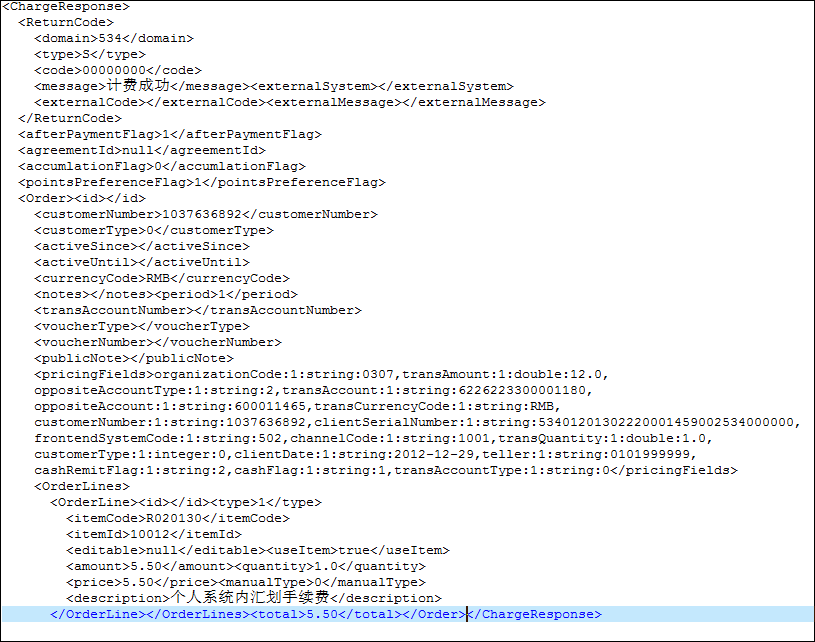 <ChargeResponse>
<ReturnCode>
<domain>534</domain>
<type>S</type>
<code>00000000</code>
<message>计费成功</message><externalSystem></externalSystem>
<externalCode></externalCode><externalMessage></externalMessage>
</ReturnCode>
<afterPaymentFlag>1</afterPaymentFlag>
<agreementId>null</agreementId>
<accumlationFlag>0</accumlationFlag>
<pointsPreferenceFlag>1</pointsPreferenceFlag>
<Order><id></id>
<customerNumber>1037636892</customerNumber>
<customerType>0</customerType>
<activeSince></activeSince>
<activeUntil></activeUntil>
<currencyCode>RMB</currencyCode>
<notes></notes><period>1</period>
<transAccountNumber></transAccountNumber>
<voucherType></voucherType>
<voucherNumber></voucherNumber>
<publicNote></publicNote>
<pricingFields>organizationCode:1:string:0307,transAmount:1:double:12.0,
oppositeAccountType:1:string:2,transAccount:1:string:6226223300001180,
oppositeAccount:1:string:600011465,transCurrencyCode:1:string:RMB,
customerNumber:1:string:1037636892,clientSerialNumber:1:string:53401201302220001459002534000000,
frontendSystemCode:1:string:502,channelCode:1:string:1001,transQuantity:1:double:1.0,
customerType:1:integer:0,clientDate:1:string:2012-12-29,teller:1:string:0101999999,
cashRemitFlag:1:string:2,cashFlag:1:string:1,transAccountType:1:string:0</pricingFields>
<OrderLines>
<OrderLine><id></id><type>1</type>
<itemCode>R020130</itemCode>
<itemId>10012</itemId>
<editable>null</editable><useItem>true</useItem>
<amount>5.50</amount><quantity>1.0</quantity>
<price>5.50</price><manualType>0</manualType>
<description>个人系统内汇划手续费</description>
</OrderLine></OrderLines><total>5.50</total></Order></ChargeResponse>